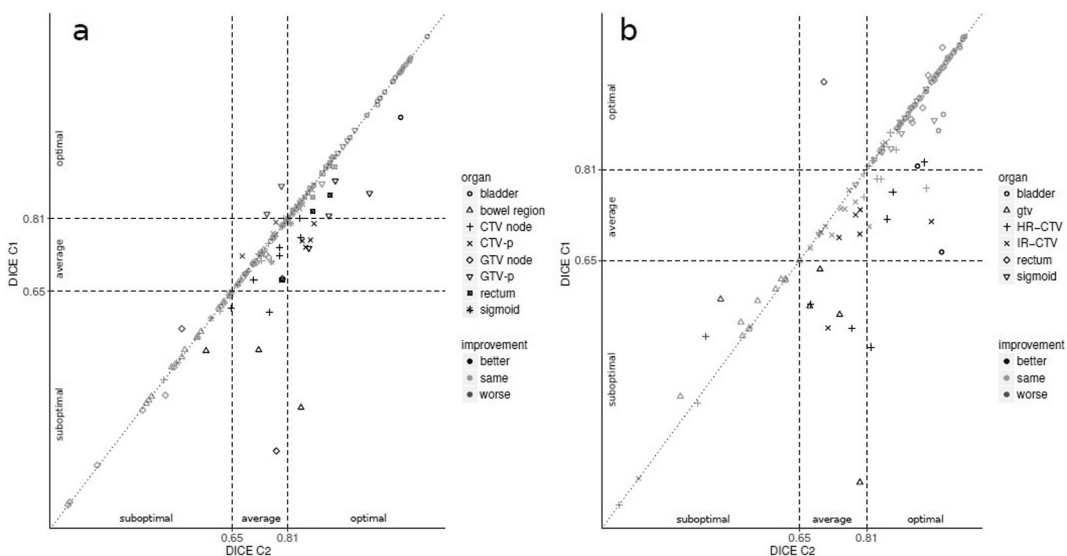 a
optimal
0.81
average
DICE C1
0.65
suboptimal
suboptimal
average
optimal
0.65
0.81
DICE C2
organ
bladder
bowel region
CTV node
CTV-p
GTV node
GTV-p
rectum
sigmoid
improvement
better
same
worse
b
optimal
0.81
average
DICE C1
0.65
suboptimal
suboptimal
average
optimal
0.65
0.81
DICE C2
organ
bladder
gtv
HR-CTV
IR-CTV
rectum
sigmoid
improvement
better
same
worse